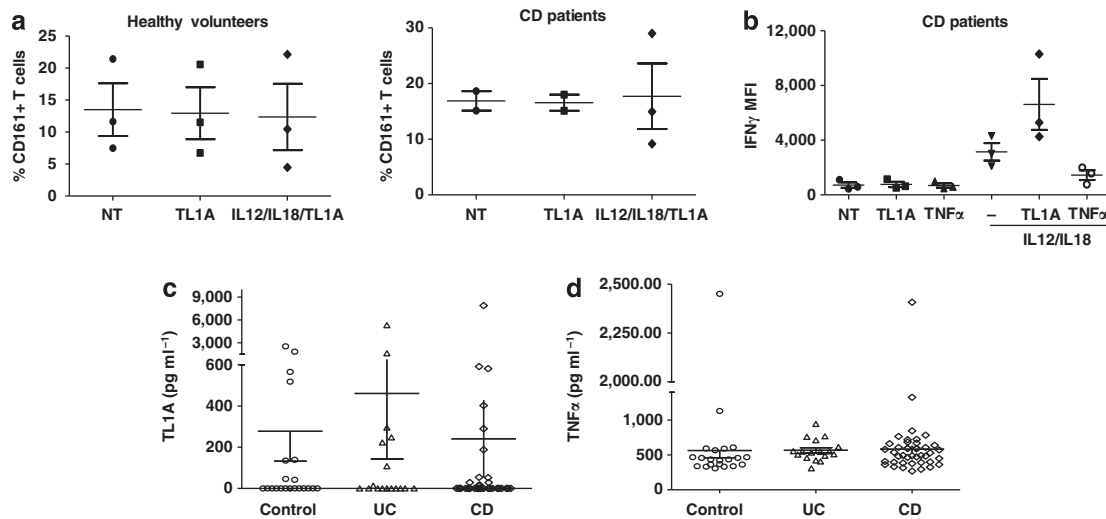 a
Healthy volunteers
% CD161+ T cells
25
20
15
10
5
0
NT TL1A IL12/IL18/TL1A
CD patients
% CD161+ T cells
30
20
10
0
NT TL1A IL12/IL18/TL1A
b
CD patients
IFNγ MFI
12,000
8,000
4,000
0
NT TL1A TNFα – TL1A TNFα
IL12/IL18
c
TL1A (pg ml⁻¹)
9,000
6,000
3,000
600
400
200
0
Control UC CD
d
TNFα (pg ml⁻¹)
2,500.00
2,250.00
2,000.00
1,000
500
0
Control UC CD